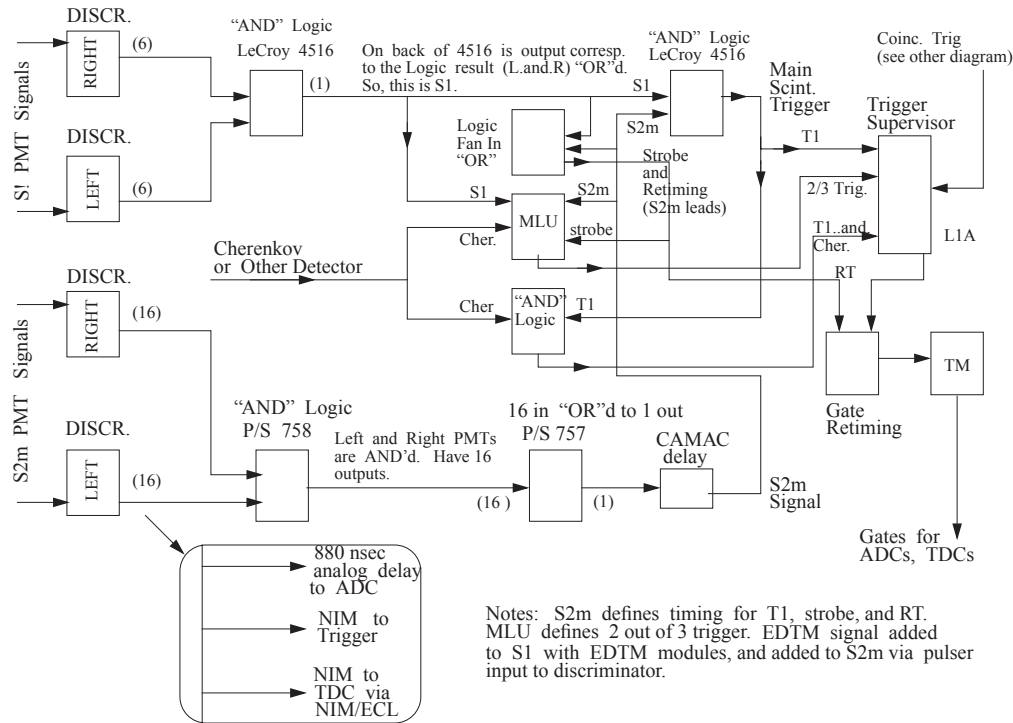 DISCR.
(6)
RIGHT
"AND" Logic
LeCroy 4516
(1)
On back of 4516 is output corresp.
to the Logic result (L.and.R) "OR"d.
So, this is S1.
"AND" Logic
LeCroy 4516
S1
S2m
Main
Scint.
Trigger
Coinc. Trig
(see other diagram)
Trigger
Supervisor
T1
S! PMT Signals
DISCR.
LEFT
(6)
Logic
Fan In
"OR"
Strobe
and
Retiming
(S2m leads)
2/3 Trig.
S1
S2m
MLU
Cher.
strobe
T1..and
Cher.
L1A
Cherenkov
or Other Detector
RT
Cher
"AND"
Logic
T1
DISCR.
RIGHT
(16)
S2m PMT Signals
TM
Gate
Retiming
DISCR.
LEFT
(16)
"AND" Logic
P/S 758
Left and Right PMTs
are AND'd. Have 16
outputs.
16 in "OR"d to 1 out
P/S 757
(16 )
(1)
CAMAC
delay
S2m
Signal
Gates for
ADCs, TDCs
880 nsec
analog delay
to ADC
NIM to
Trigger
NIM to
TDC via
NIM/ECL
Notes: S2m defines timing for T1, strobe, and RT.
MLU defines 2 out of 3 trigger. EDTM signal added
to S1 with EDTM modules, and added to S2m via pulser
input to discriminator.